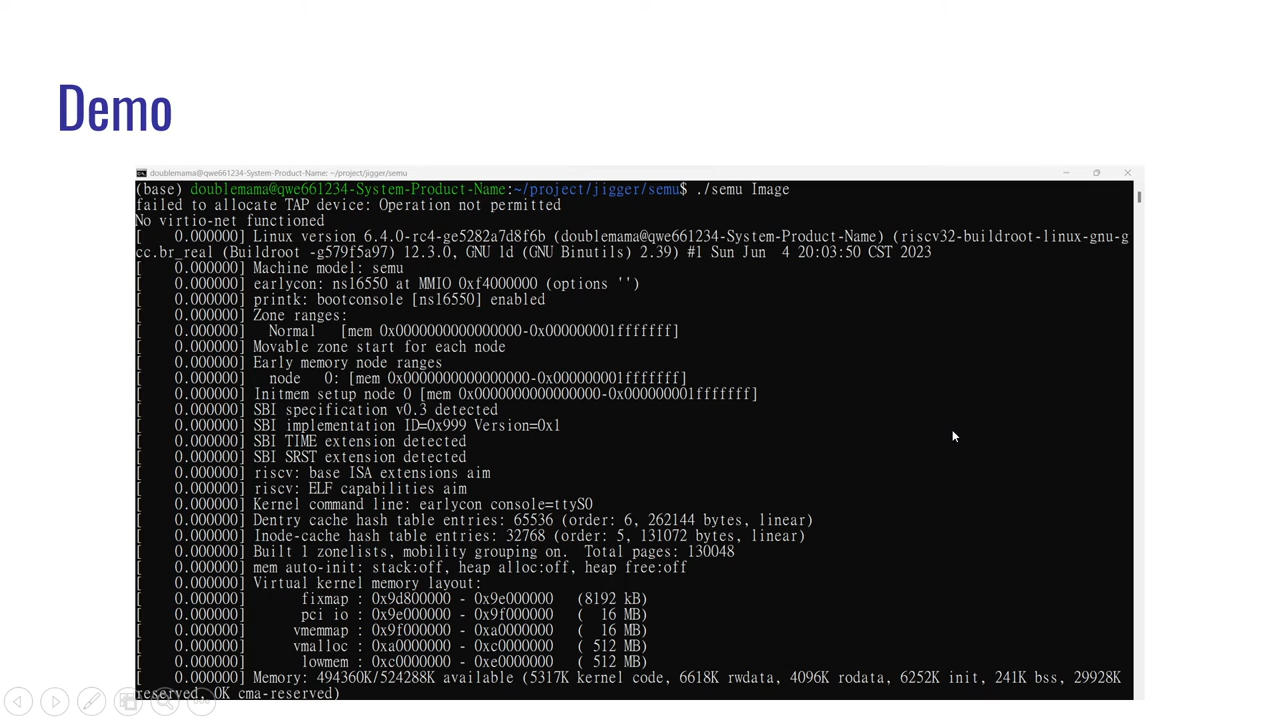 Demo
doublemama@qwe661234-System-Product-Name: ~/project/jigger/semu
(base) doublemama@qwe661234-System-Product-Name:~/project/jigger/semu$ ./semu Image
failed to allocate TAP device: Operation not permitted
No virtio-net functioned
[    0.000000] Linux version 6.4.0-rc4-ge5282a7d8f6b (doublemama@qwe661234-System-Product-Name) (riscv32-buildroot-linux-gnu-g
cc.br_real (Buildroot -g579f5a97) 12.3.0, GNU ld (GNU Binutils) 2.39) #1 Sun Jun  4 20:03:50 CST 2023
[    0.000000] Machine model: semu
[    0.000000] earlycon: ns16550 at MMIO 0xf4000000 (options '')
[    0.000000] printk: bootconsole [ns16550] enabled
[    0.000000] Zone ranges:
[    0.000000]   Normal   [mem 0x0000000000000000-0x000000001fffffff]
[    0.000000] Movable zone start for each node
[    0.000000] Early memory node ranges
[    0.000000]   node   0: [mem 0x0000000000000000-0x000000001fffffff]
[    0.000000] Initmem setup node 0 [mem 0x0000000000000000-0x000000001fffffff]
[    0.000000] SBI specification v0.3 detected
[    0.000000] SBI implementation ID=0x999 Version=0x1
[    0.000000] SBI TIME extension detected
[    0.000000] SBI SRST extension detected
[    0.000000] riscv: base ISA extensions aim
[    0.000000] riscv: ELF capabilities aim
[    0.000000] Kernel command line: earlycon console=ttyS0
[    0.000000] Dentry cache hash table entries: 65536 (order: 6, 262144 bytes, linear)
[    0.000000] Inode-cache hash table entries: 32768 (order: 5, 131072 bytes, linear)
[    0.000000] Built 1 zonelists, mobility grouping on.  Total pages: 130048
[    0.000000] mem auto-init: stack:off, heap alloc:off, heap free:off
[    0.000000] Virtual kernel memory layout:
[    0.000000]       fixmap : 0x9d800000 - 0x9e000000   (8192 kB)
[    0.000000]       pci io : 0x9e000000 - 0x9f000000   (  16 MB)
[    0.000000]      vmemmap : 0x9f000000 - 0xa0000000   (  16 MB)
[    0.000000]      vmalloc : 0xa0000000 - 0xc0000000   ( 512 MB)
[    0.000000]       lowmem : 0xc0000000 - 0xe0000000   ( 512 MB)
[    0.000000] Memory: 494360K/524288K available (5317K kernel code, 6618K rwdata, 4096K rodata, 6252K init, 241K bss, 29928K
reserved, 0K cma-reserved)